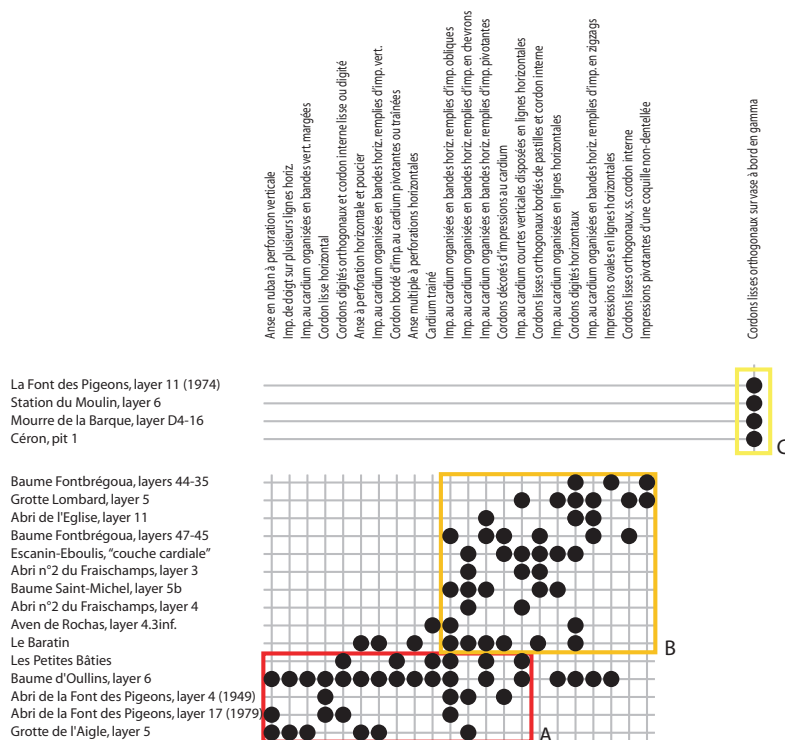 Anse en ruban à perforation verticale
Imp. de doigt sur plusieurs lignes horiz.
Imp. au cardium organisées en bandes vert. margées
Cordon lisse horizontal
Cordons digités orthogonaux et cordon interne lisse ou digité
Anse à perforation horizontale et poucier
Imp. au cardium organisées en bandes horiz. remplies d'imp. vert.
Cordon bordé d'imp. au cardium pivotantes ou traînées
Anse multiple à perforations horizontales
Cardium trainé
Imp. au cardium organisées en bandes horiz. remplies d'imp. obliques
Imp. au cardium organisées en bandes horiz. remplies d'imp. en chevrons
Imp. au cardium organisées en bandes horiz. remplies d'imp. pivotantes
Cordons décorés d'impressions au cardium
Imp. au cardium courtes verticales disposées en lignes horizontales
Cordons lisses orthogonaux bordés de pastilles et cordon interne
Imp. au cardium organisées en lignes horizontales
Cordons digités horizontaux
Imp. au cardium organisées en bandes horiz. remplies d'imp. en zigzags
Impressions ovales en lignes horizontales
Cordons lisses orthogonaux, ss. cordon interne
Impressions pivotantes d'une coquille non-dentellée
Cordons lisses orthogonaux sur vase à bord en gamma
La Font des Pigeons, layer 11 (1974)
Station du Moulin, layer 6
Mourre de la Barque, layer D4-16
Céron, pit 1
C
Baume Fontbrégoua, layers 44-35
Grotte Lombard, layer 5
Abri de l'Eglise, layer 11
Baume Fontbrégoua, layers 47-45
Escanin-Eboulis, "couche cardiale"
Abri n°2 du Fraischamps, layer 3
Baume Saint-Michel, layer 5b
Abri n°2 du Fraischamps, layer 4
Aven de Rochas, layer 4.3inf.
Le Baratin
B
Les Petites Bâties
Baume d'Oullins, layer 6
Abri de la Font des Pigeons, layer 4 (1949)
Abri de la Font des Pigeons, layer 17 (1979)
Grotte de l'Aigle, layer 5
A